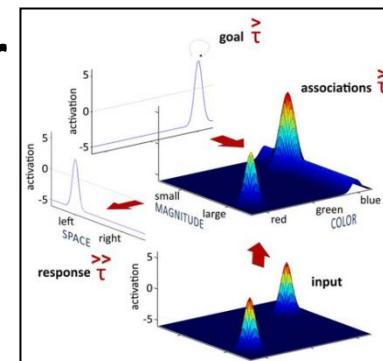 r
goal > τ
associations > τ
activation
5
0
-5
activation
5
0
-5
small
large
MAGNITUDE
red
green
blue
COLOR
left
right
SPACE
response >> τ
input
activation
5
0
-5